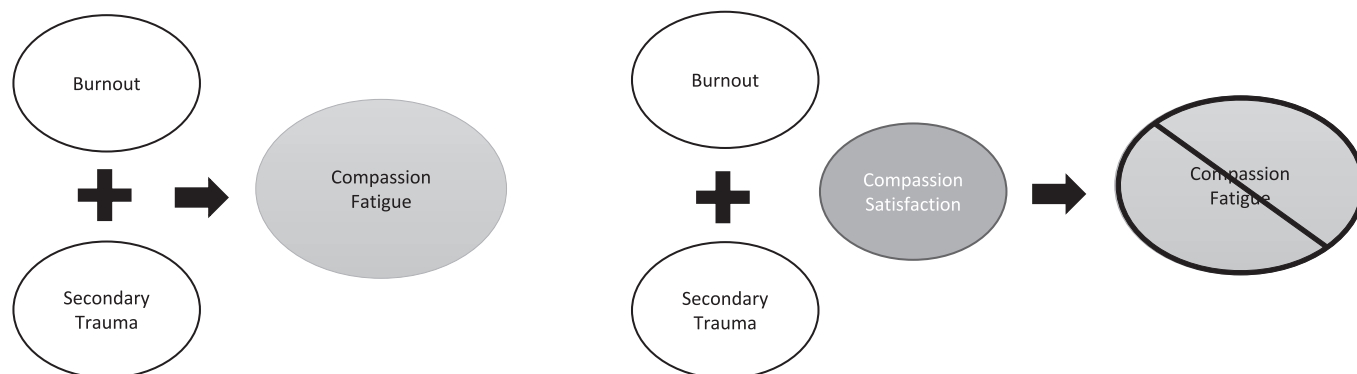 Burnout
Secondary
Trauma
Compassion
Fatigue
Burnout
Secondary
Trauma
Compassion
Satisfaction
Compassion
Fatigue